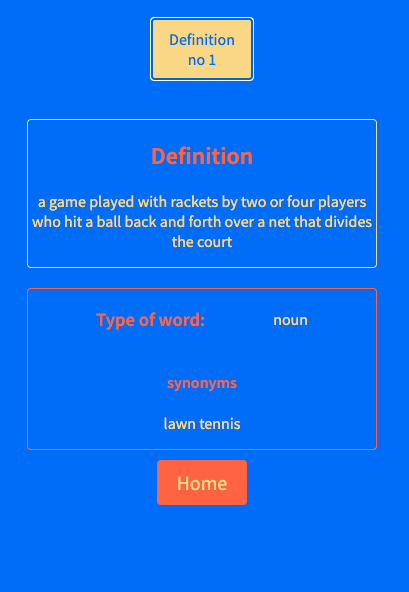 Definition
no 1
Definition
a game played with rackets by two or four players
who hit a ball back and forth over a net that divides
the court
Type of word: noun
synonyms
lawn tennis
Home